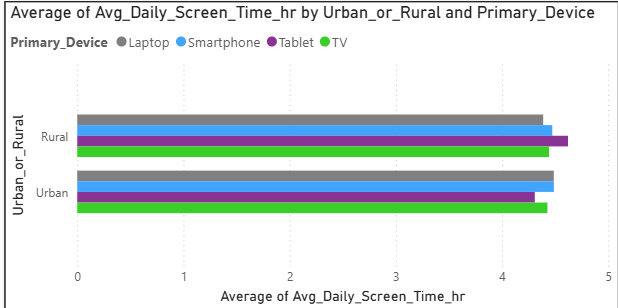 Average of Avg_Daily_Screen_Time_hr by Urban_or_Rural and Primary_Device
Primary_Device Laptop Smartphone Tablet TV
Urban_or_Rural
Rural
Urban
0 1 2 3 4 5
Average of Avg_Daily_Screen_Time_hr